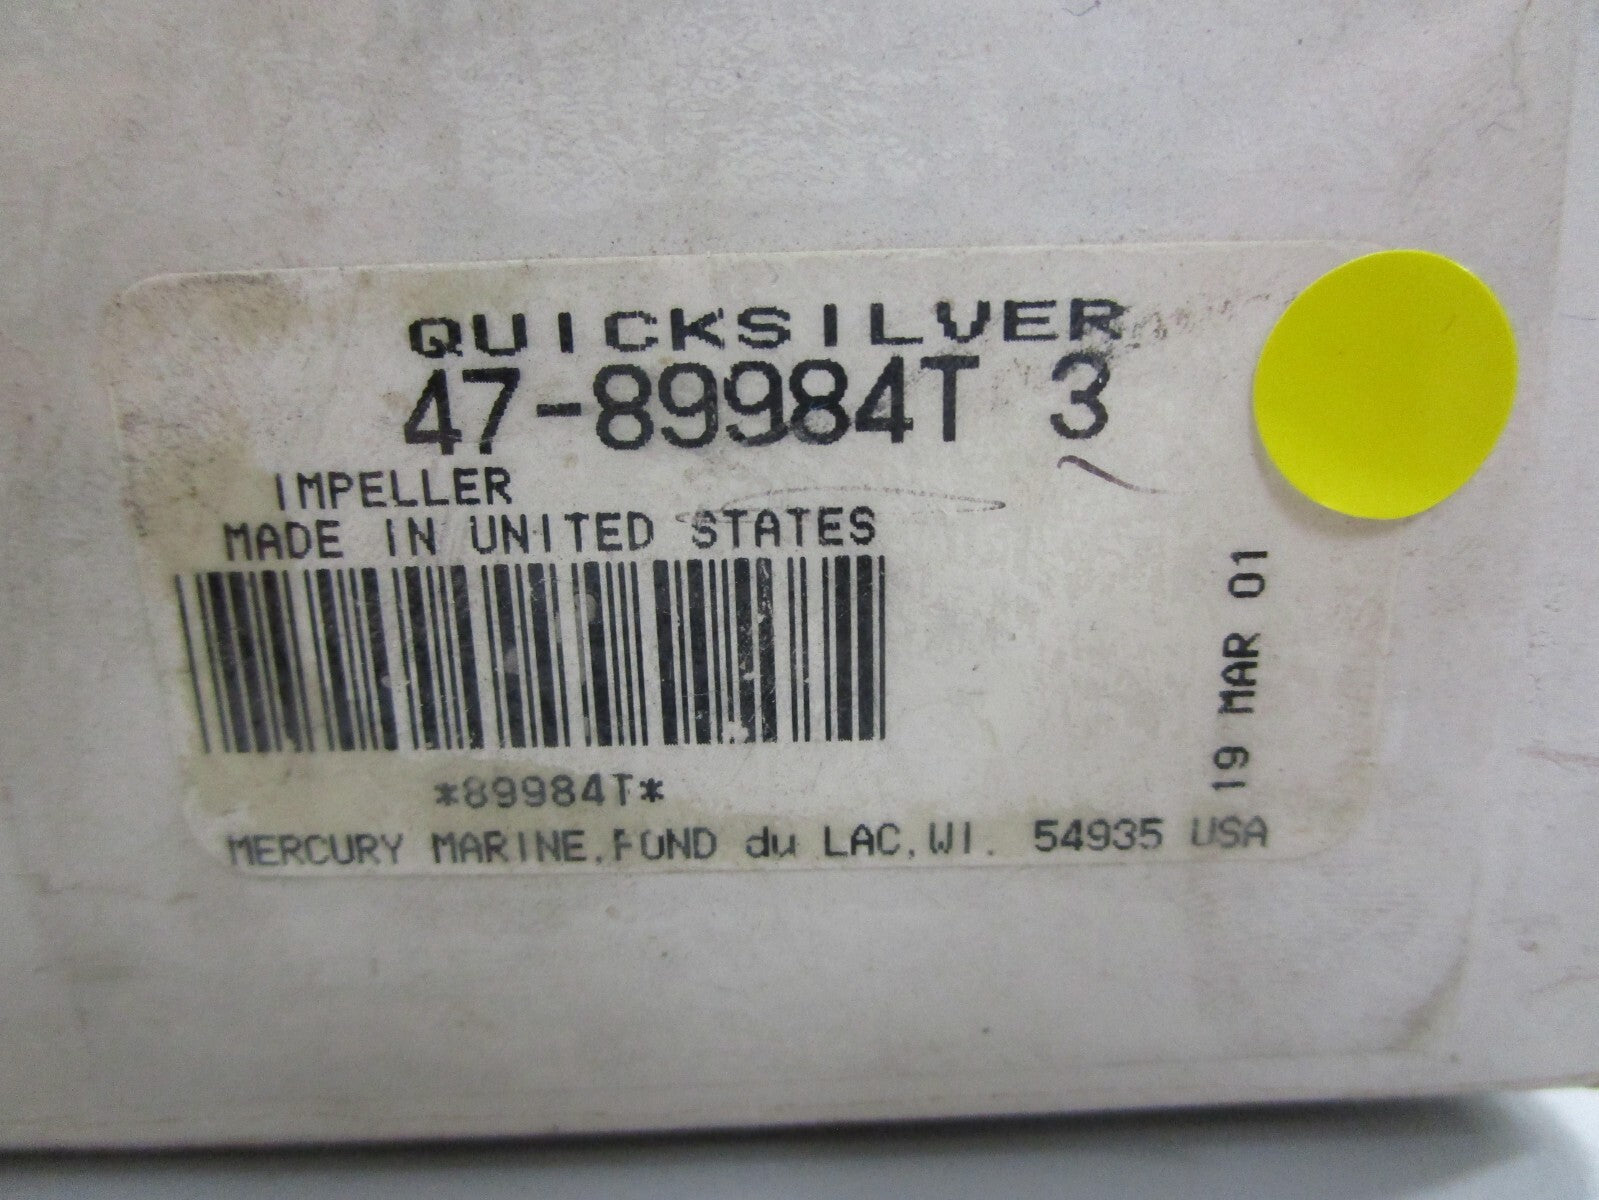 QUICKSILVER
47-89984T 3
IMPELLER
MADE IN UNITED STATES
19 MAR 01
*89984T*
MERCURY MARINE, FOND du LAC, WI. 54935 USA